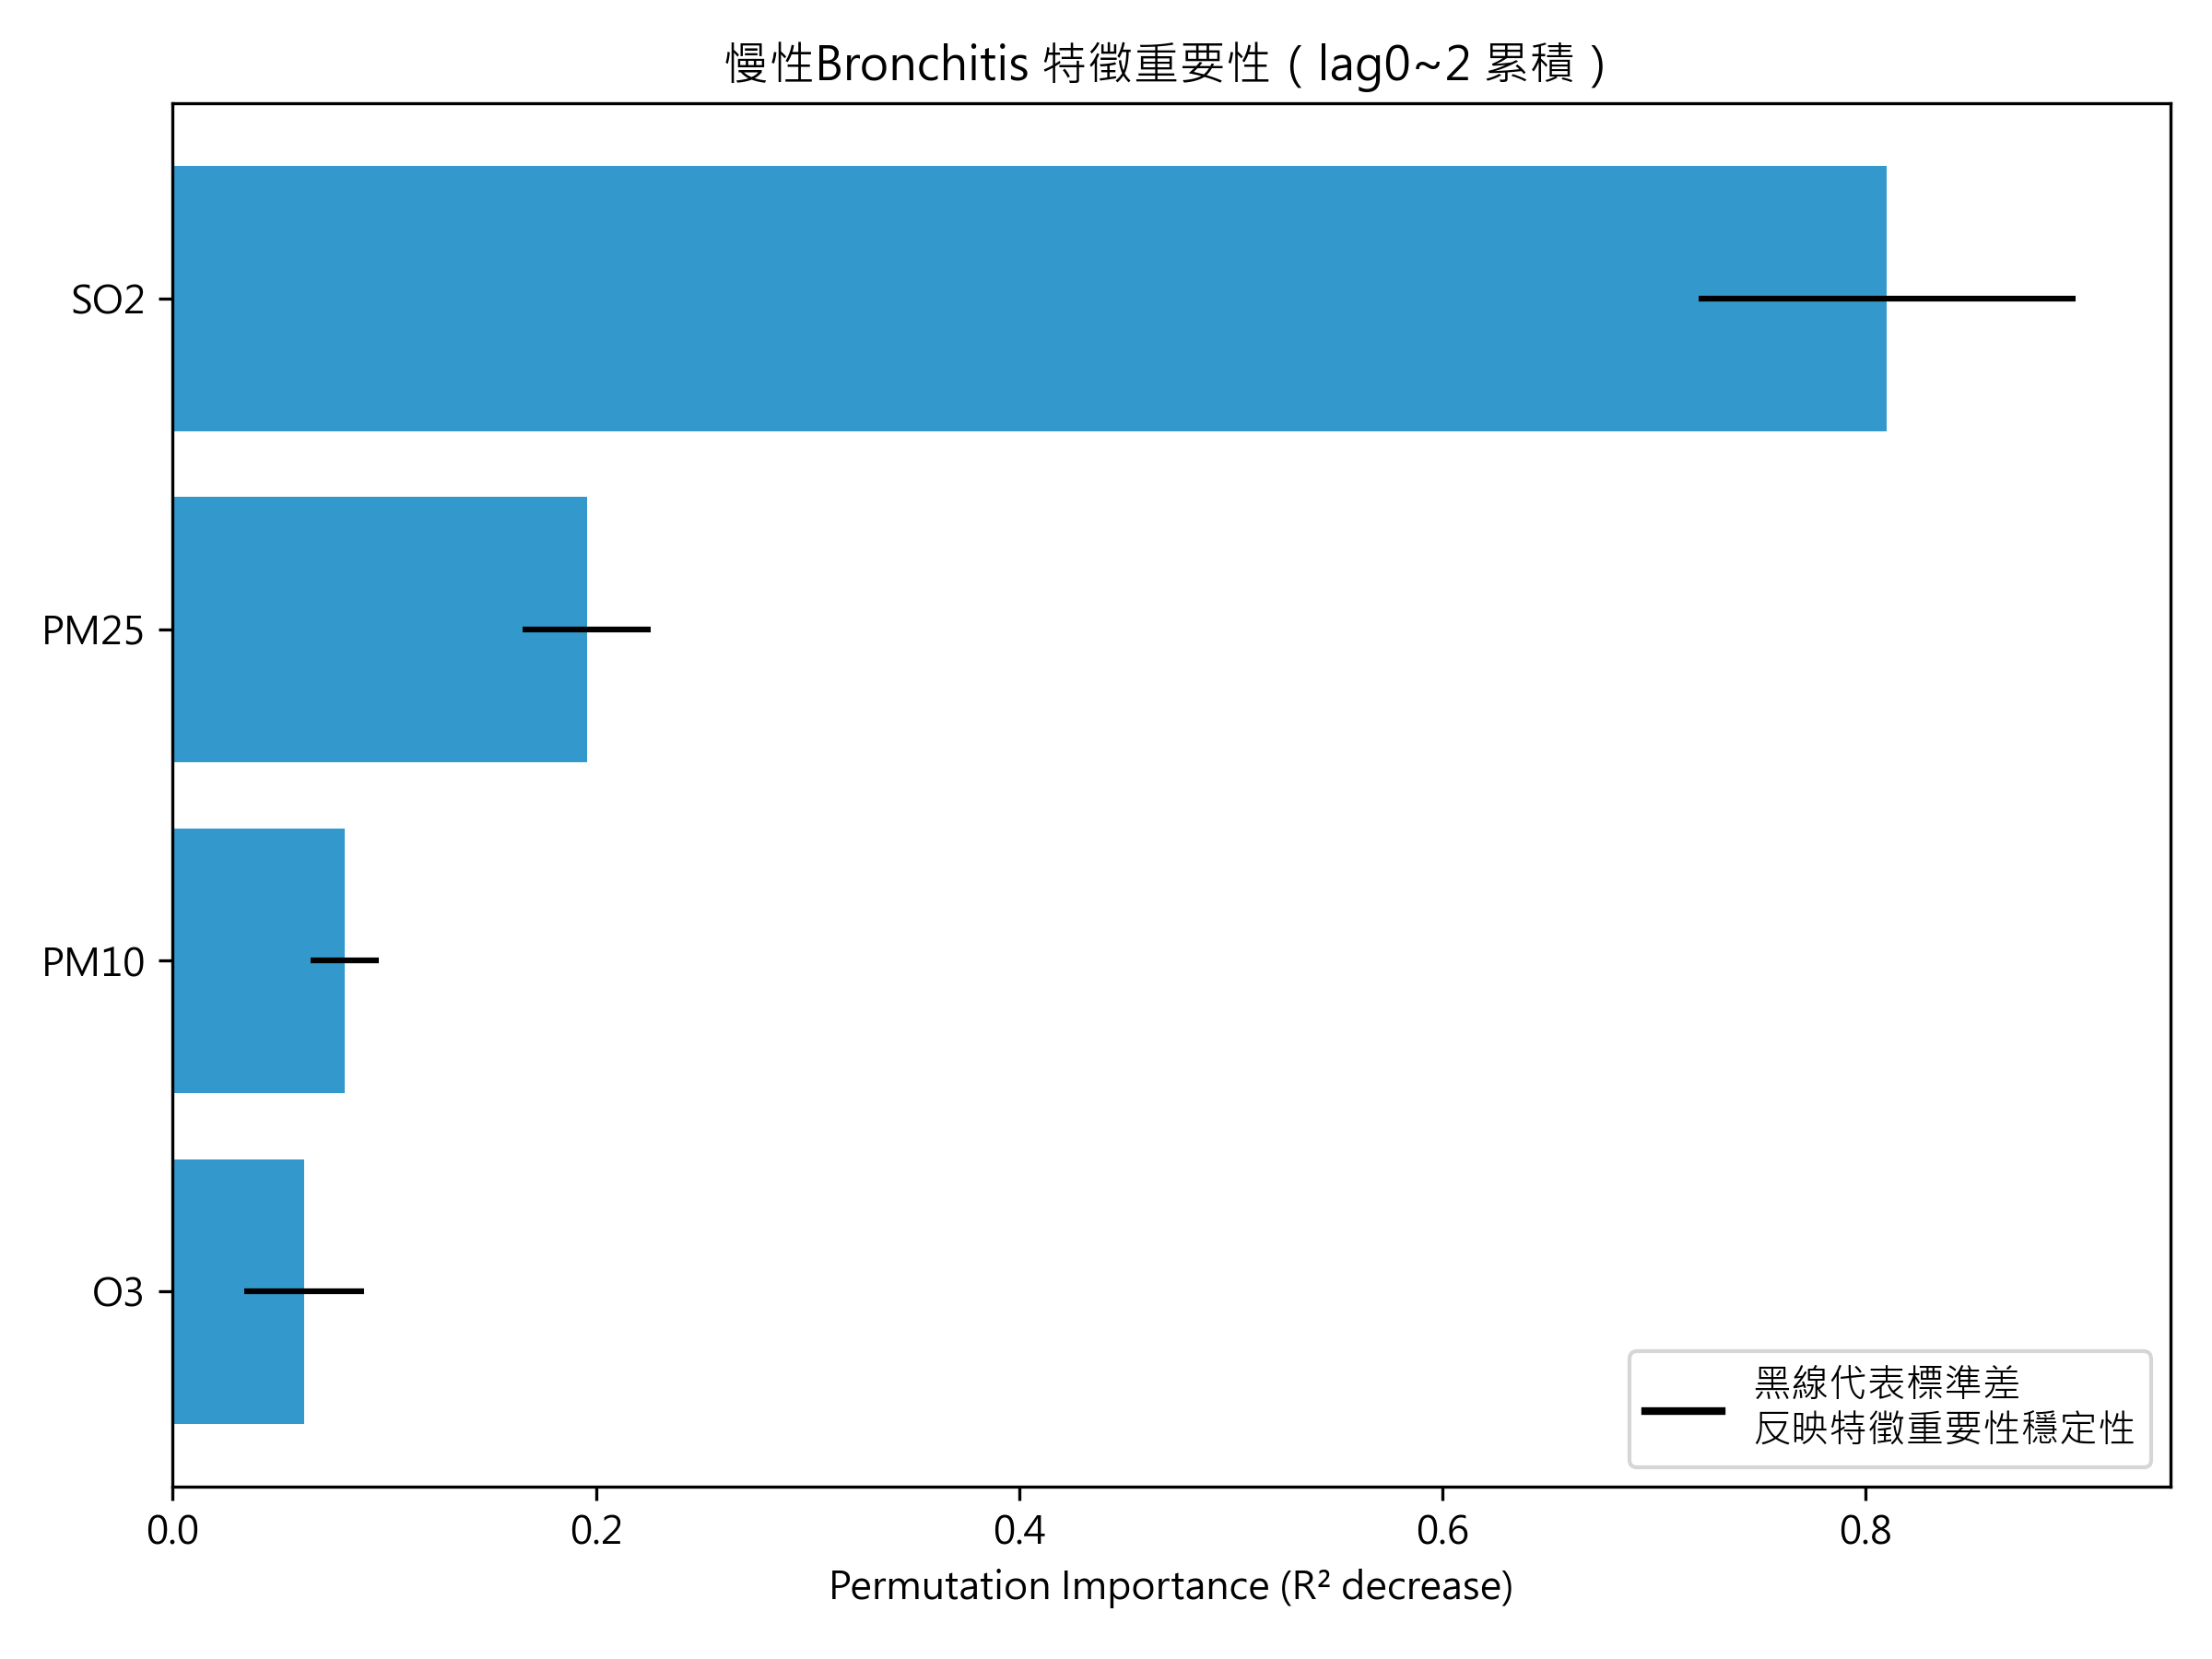 慢性Bronchitis 特徵重要性（lag0~2 累積）
SO2
PM25
PM10
O3
黑線代表標準差
反映特徵重要性穩定性
0.0 0.2 0.4 0.6 0.8
Permutation Importance (R² decrease)